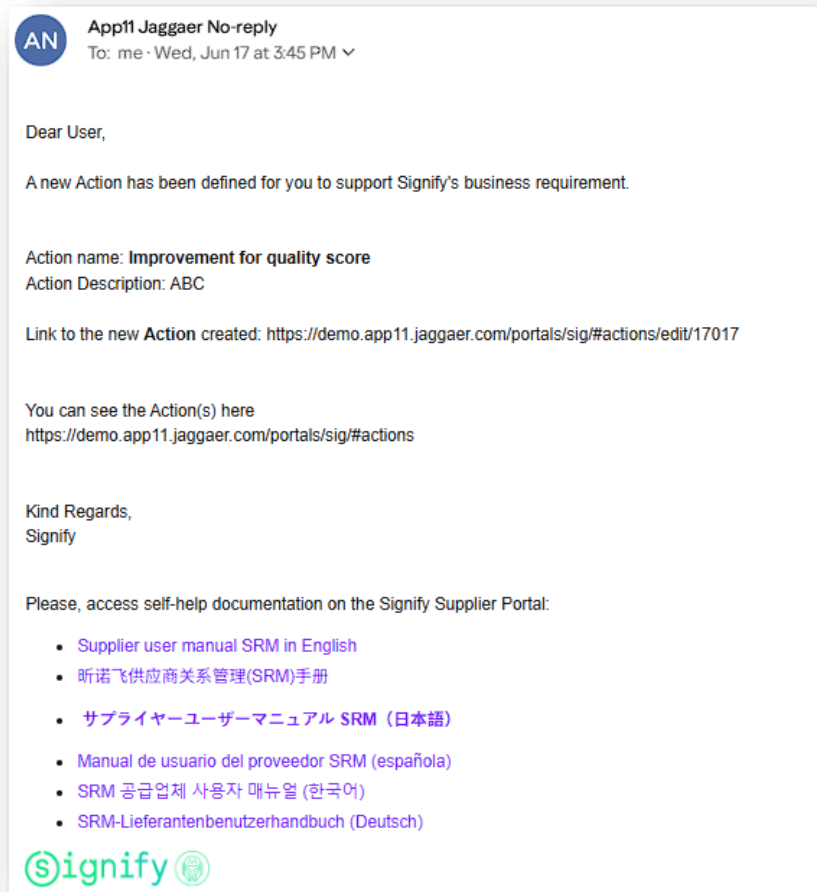 AN
App11 Jaggaer No-reply
To: me · Wed, Jun 17 at 3:45 PM
Dear User,
A new Action has been defined for you to support Signify's business requirement.
Action name: Improvement for quality score
Action Description: ABC
Link to the new Action created: https://demo.app11.jaggaer.com/portals/sig/#actions/edit/17017
You can see the Action(s) here
https://demo.app11.jaggaer.com/portals/sig/#actions
Kind Regards,
Signify
Please, access self-help documentation on the Signify Supplier Portal:
• Supplier user manual SRM in English
• 昕诺飞供应商关系管理(SRM)手册
• サプライヤーユーザーマニュアル SRM（日本語）
• Manual de usuario del proveedor SRM (española)
• SRM 공급업체 사용자 매뉴얼 (한국어)
• SRM-Lieferantenbenutzerhandbuch (Deutsch)
Signify